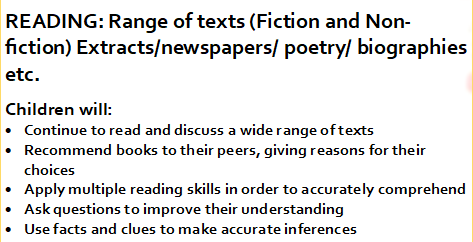 READING: Range of texts (Fiction and Non-
fiction) Extracts/newspapers/ poetry/ biographies
etc.
Children will:
• Continue to read and discuss a wide range of texts
• Recommend books to their peers, giving reasons for their
choices
• Apply multiple reading skills in order to accurately comprehend
• Ask questions to improve their understanding
• Use facts and clues to make accurate inferences